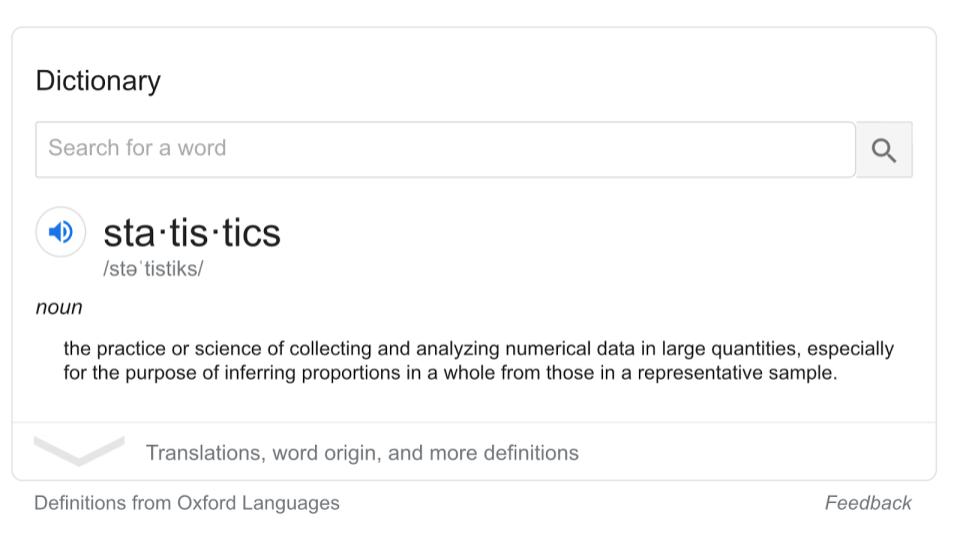 Dictionary
Search for a word
sta·tis·tics
/stəˈtistiks/
noun
the practice or science of collecting and analyzing numerical data in large quantities, especially
for the purpose of inferring proportions in a whole from those in a representative sample.
Translations, word origin, and more definitions
Definitions from Oxford Languages
Feedback